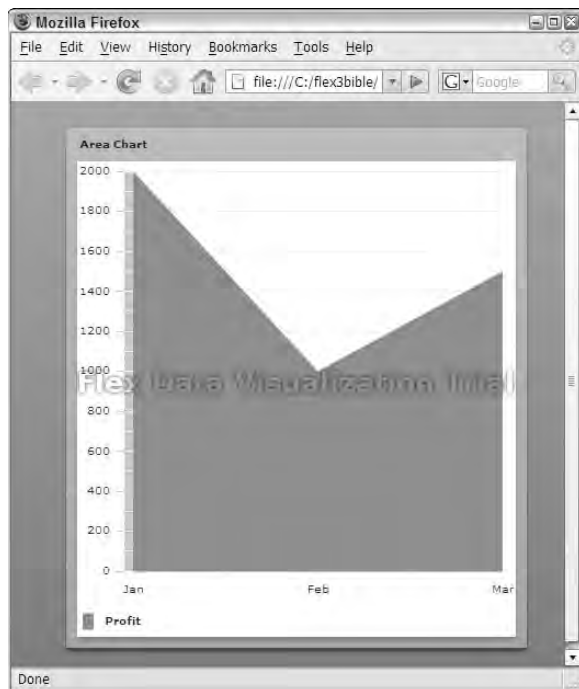 Mozilla Firefox
File Edit View History Bookmarks Tools Help
file:///C:/flex3bible/ G Google
Area Chart
2000
1800
1600
1400
1200
1000
Flex Data Visualization Trial
800
600
400
200
0
Jan Feb Mar
Profit
Done